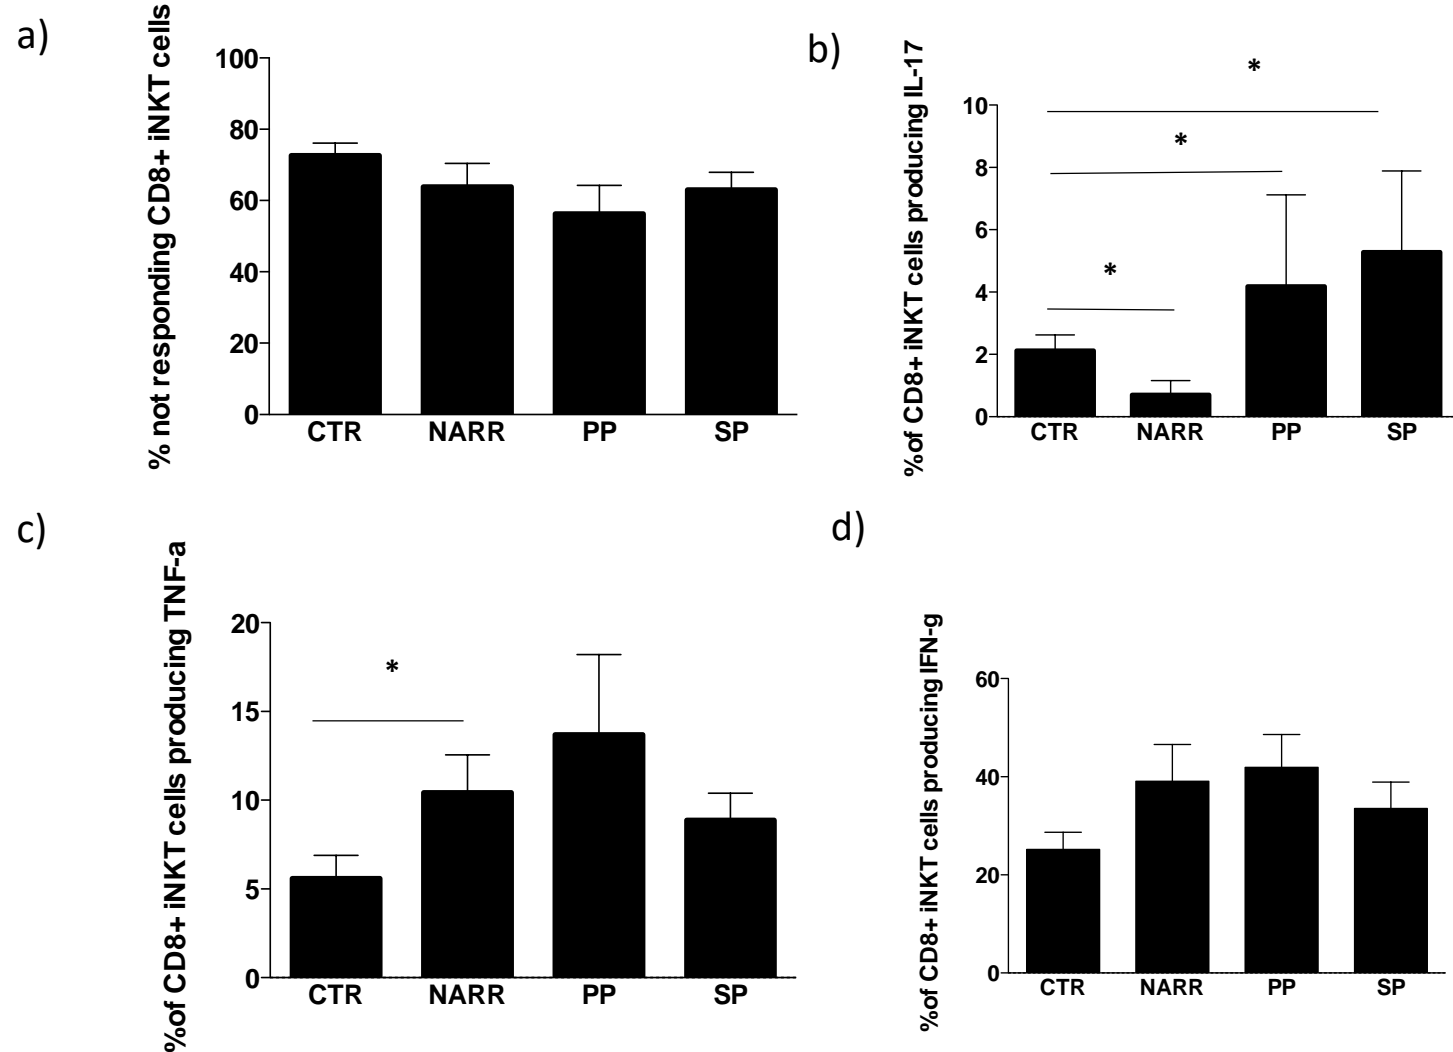 a)
% not responding CD8+ iNKT cells
100
80
60
40
20
0
CTR NARR PP SP
b)
%of CD8+ iNKT cells producing IL-17
*
*
*
10
8
6
4
2
0
CTR NARR PP SP
c)
%of CD8+ iNKT cells producing TNF-a
*
20
15
10
5
0
CTR NARR PP SP
d)
%of CD8+ iNKT cells producing IFN-g
60
40
20
0
CTR NARR PP SP